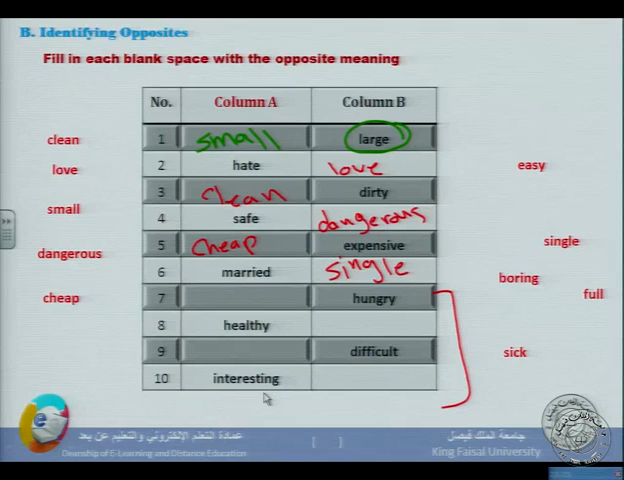 B. Identifying Opposites
Fill in each blank space with the opposite meaning
No. Column A Column B
1 small large
2 hate love
3 clean dirty
4 safe dangerous
5 cheap expensive
6 married single
7 hungry
8 healthy
9 difficult
10 interesting
clean
love
small
dangerous
cheap
easy
single
boring
full
sick
عمادة التعلم الإلكتروني والتعليم عن بعد
Deanship of E-Learning and Distance Education
[ ]
جامعة الملك فيصل
King Faisal University